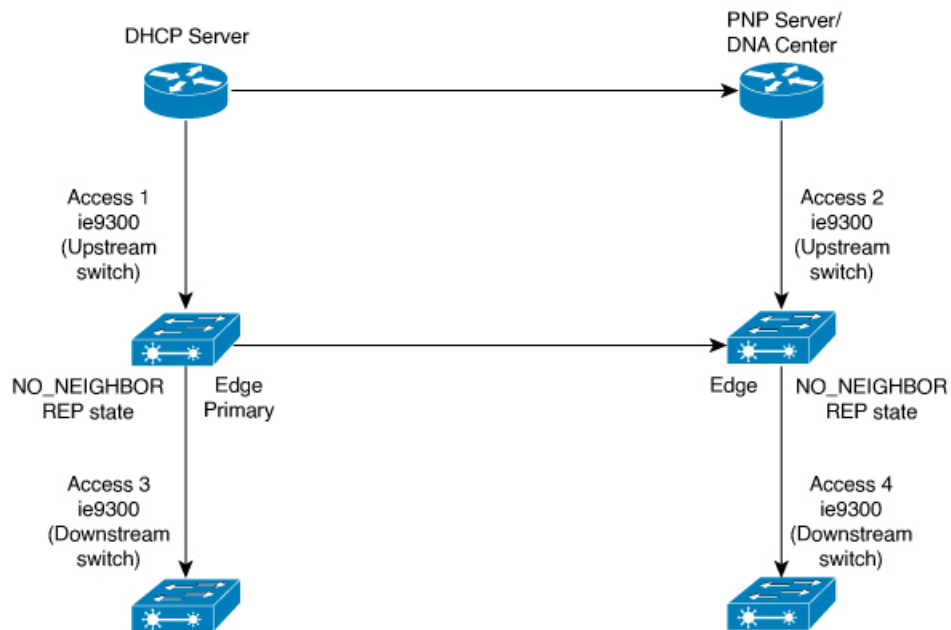 DHCP Server
PNP Server/
DNA Center
Access 1
ie9300
(Upstream
switch)
Access 2
ie9300
(Upstream
switch)
NO_NEIGHBOR
REP state
Edge
Primary
Edge
NO_NEIGHBOR
REP state
Access 3
ie9300
(Downstream
switch)
Access 4
ie9300
(Downstream
switch)